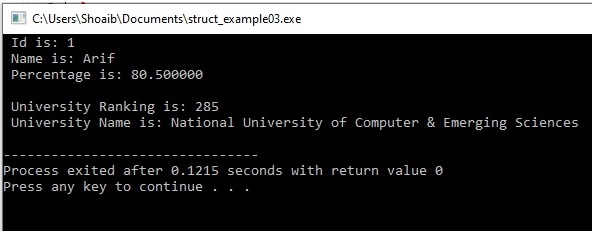 C:\Users\Shoaib\Documents\struct_example03.exe
Id is: 1
Name is: Arif
Percentage is: 80.500000
University Ranking is: 285
University Name is: National University of Computer & Emerging Sciences
--------------------------------
Process exited after 0.1215 seconds with return value 0
Press any key to continue . . .